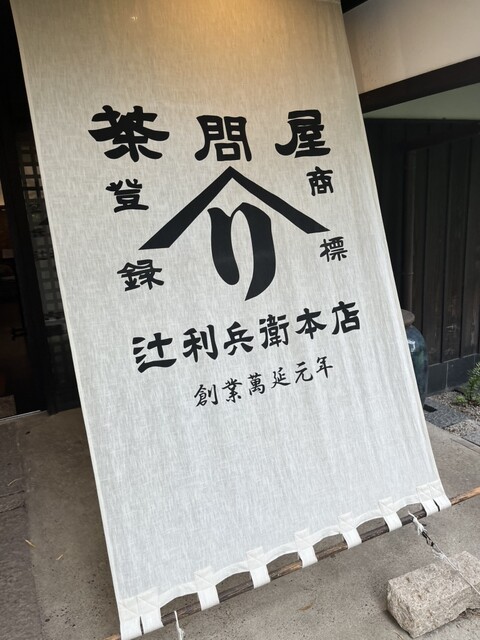 茶問屋
登録
商標
り
辻利兵衛本店
創業萬延元年